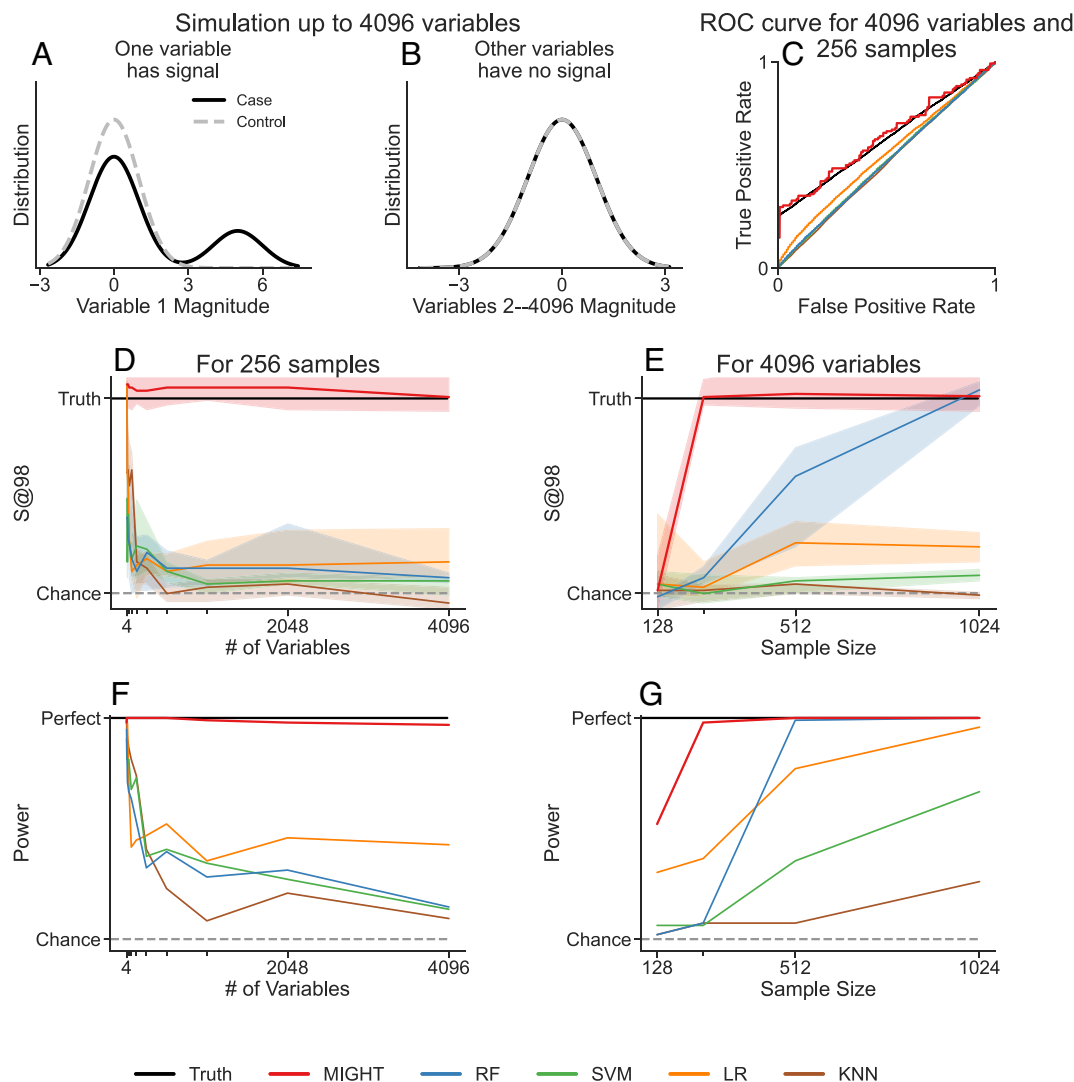 Simulation up to 4096 variables
ROC curve for 4096 variables and
256 samples
A
One variable
has signal
Case
Control
Distribution
−3
0
3
6
Variable 1 Magnitude
B
Other variables
have no signal
Distribution
−3
0
3
Variables 2--4096 Magnitude
C
1
True Positive Rate
0
0
1
False Positive Rate
D
For 256 samples
Truth
S@98
Chance
4
2048
4096
# of Variables
E
For 4096 variables
Truth
S@98
Chance
128
512
1024
Sample Size
F
Perfect
Power
Chance
4
2048
4096
# of Variables
G
Perfect
Power
Chance
128
512
1024
Sample Size
Truth MIGHT RF SVM LR KNN